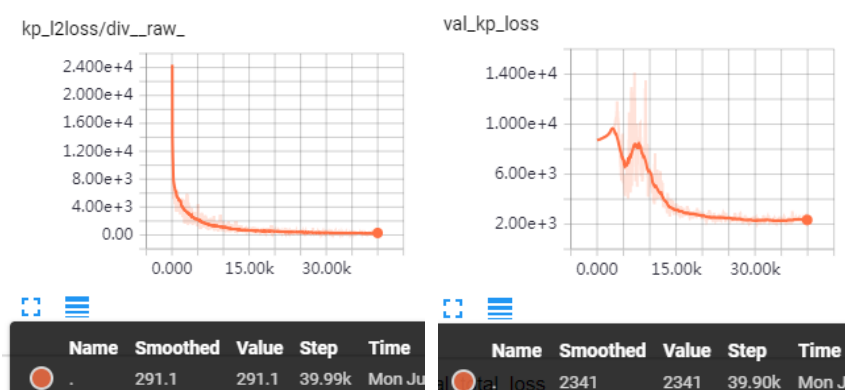 kp_l2loss/div__raw_
2.400e+4
2.000e+4
1.600e+4
1.200e+4
8.00e+3
4.00e+3
0.00
0.000 15.00k 30.00k
Name Smoothed Value Step Time
. 291.1 291.1 39.99k Mon Ju
val_kp_loss
1.400e+4
1.000e+4
6.00e+3
2.00e+3
0.000 15.00k 30.00k
Name Smoothed Value Step Time
. al_total_loss 2341 2341 39.90k Mon J